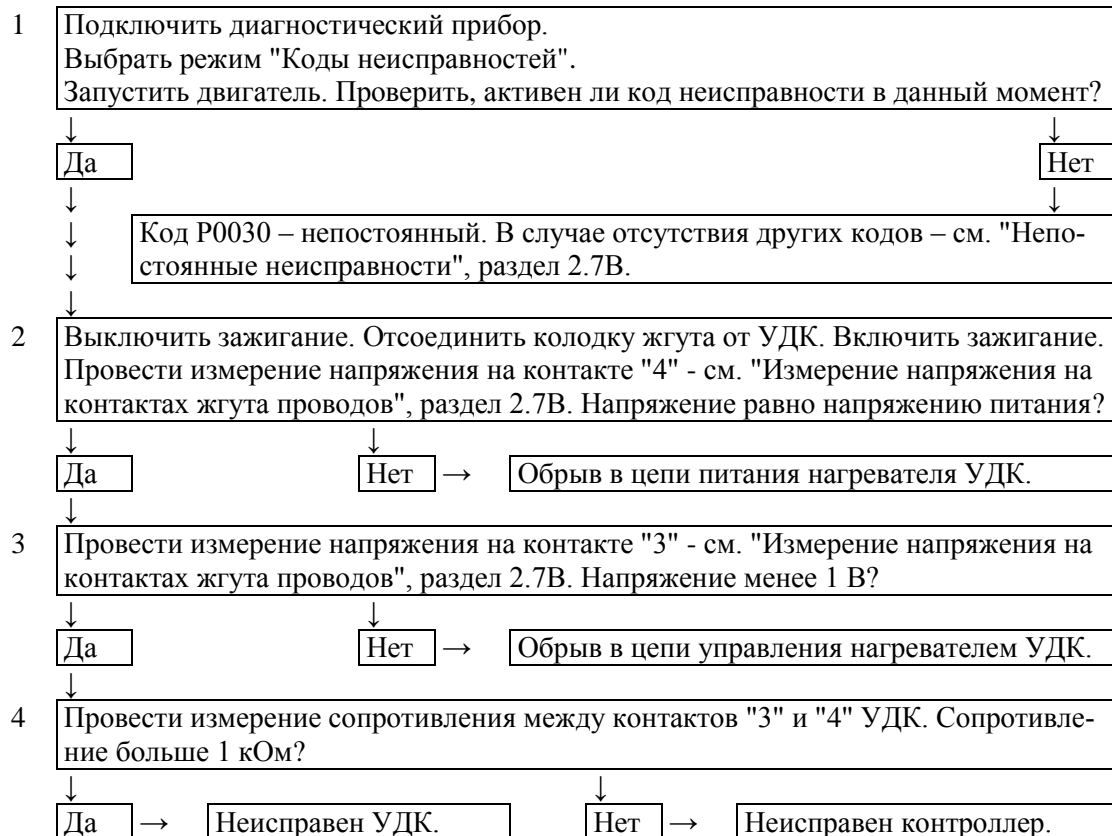 1 Подключить диагностический прибор.
Выбрать режим "Коды неисправностей".
Запустить двигатель. Проверить, активен ли код неисправности в данный момент?
↓ ↓
Да Нет
↓ ↓
↓ Код Р0030 – непостоянный. В случае отсутствия других кодов – см. "Непо-
↓ стоянные неисправности", раздел 2.7В.
↓
2 Выключить зажигание. Отсоединить колодку жгута от УДК. Включить зажигание.
Провести измерение напряжения на контакте "4" - см. "Измерение напряжения на
контактах жгута проводов", раздел 2.7В. Напряжение равно напряжению питания?
↓ ↓
Да Нет → Обрыв в цепи питания нагревателя УДК.
↓
3 Провести измерение напряжения на контакте "3" - см. "Измерение напряжения на
контактах жгута проводов", раздел 2.7В. Напряжение менее 1 В?
↓ ↓
Да Нет → Обрыв в цепи управления нагревателем УДК.
↓
4 Провести измерение сопротивления между контактов "3" и "4" УДК. Сопротивле-
ние больше 1 кОм?
↓ ↓
Да → Неисправен УДК. Нет → Неисправен контроллер.